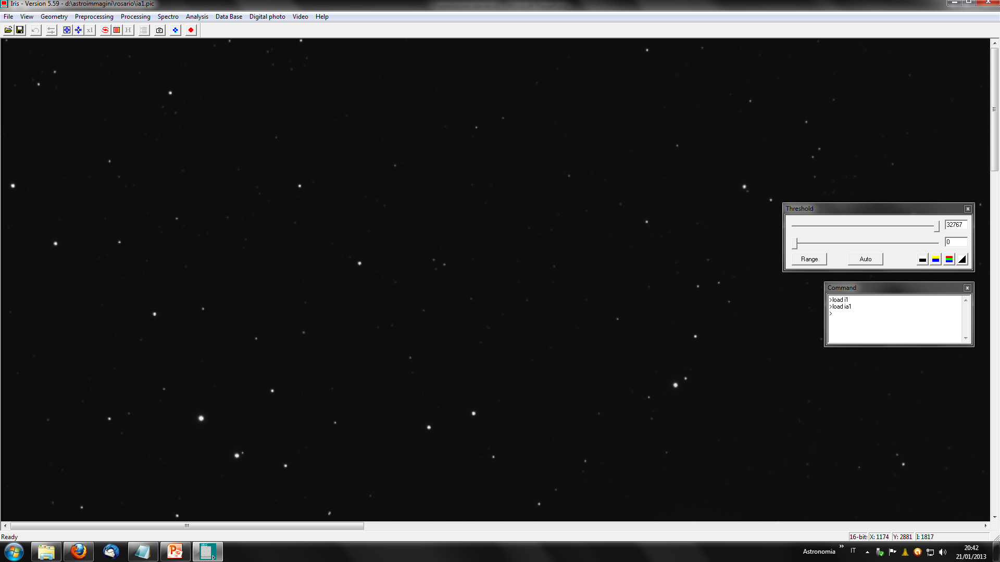 Iris - Version 5.59 - d:\astroimmagini\rosario\ia1.pic
File View Geometry Preprocessing Processing Spectro Analysis Data Base Digital photo Video Help
x1 H
Threshold
32767
0
Range Auto
Command
>load i1
>load ia1
>
Ready
16-bit: X: 1174 Y: 2881 I: 1817
IRIS
Astronomia » IT
20:42
21/01/2013